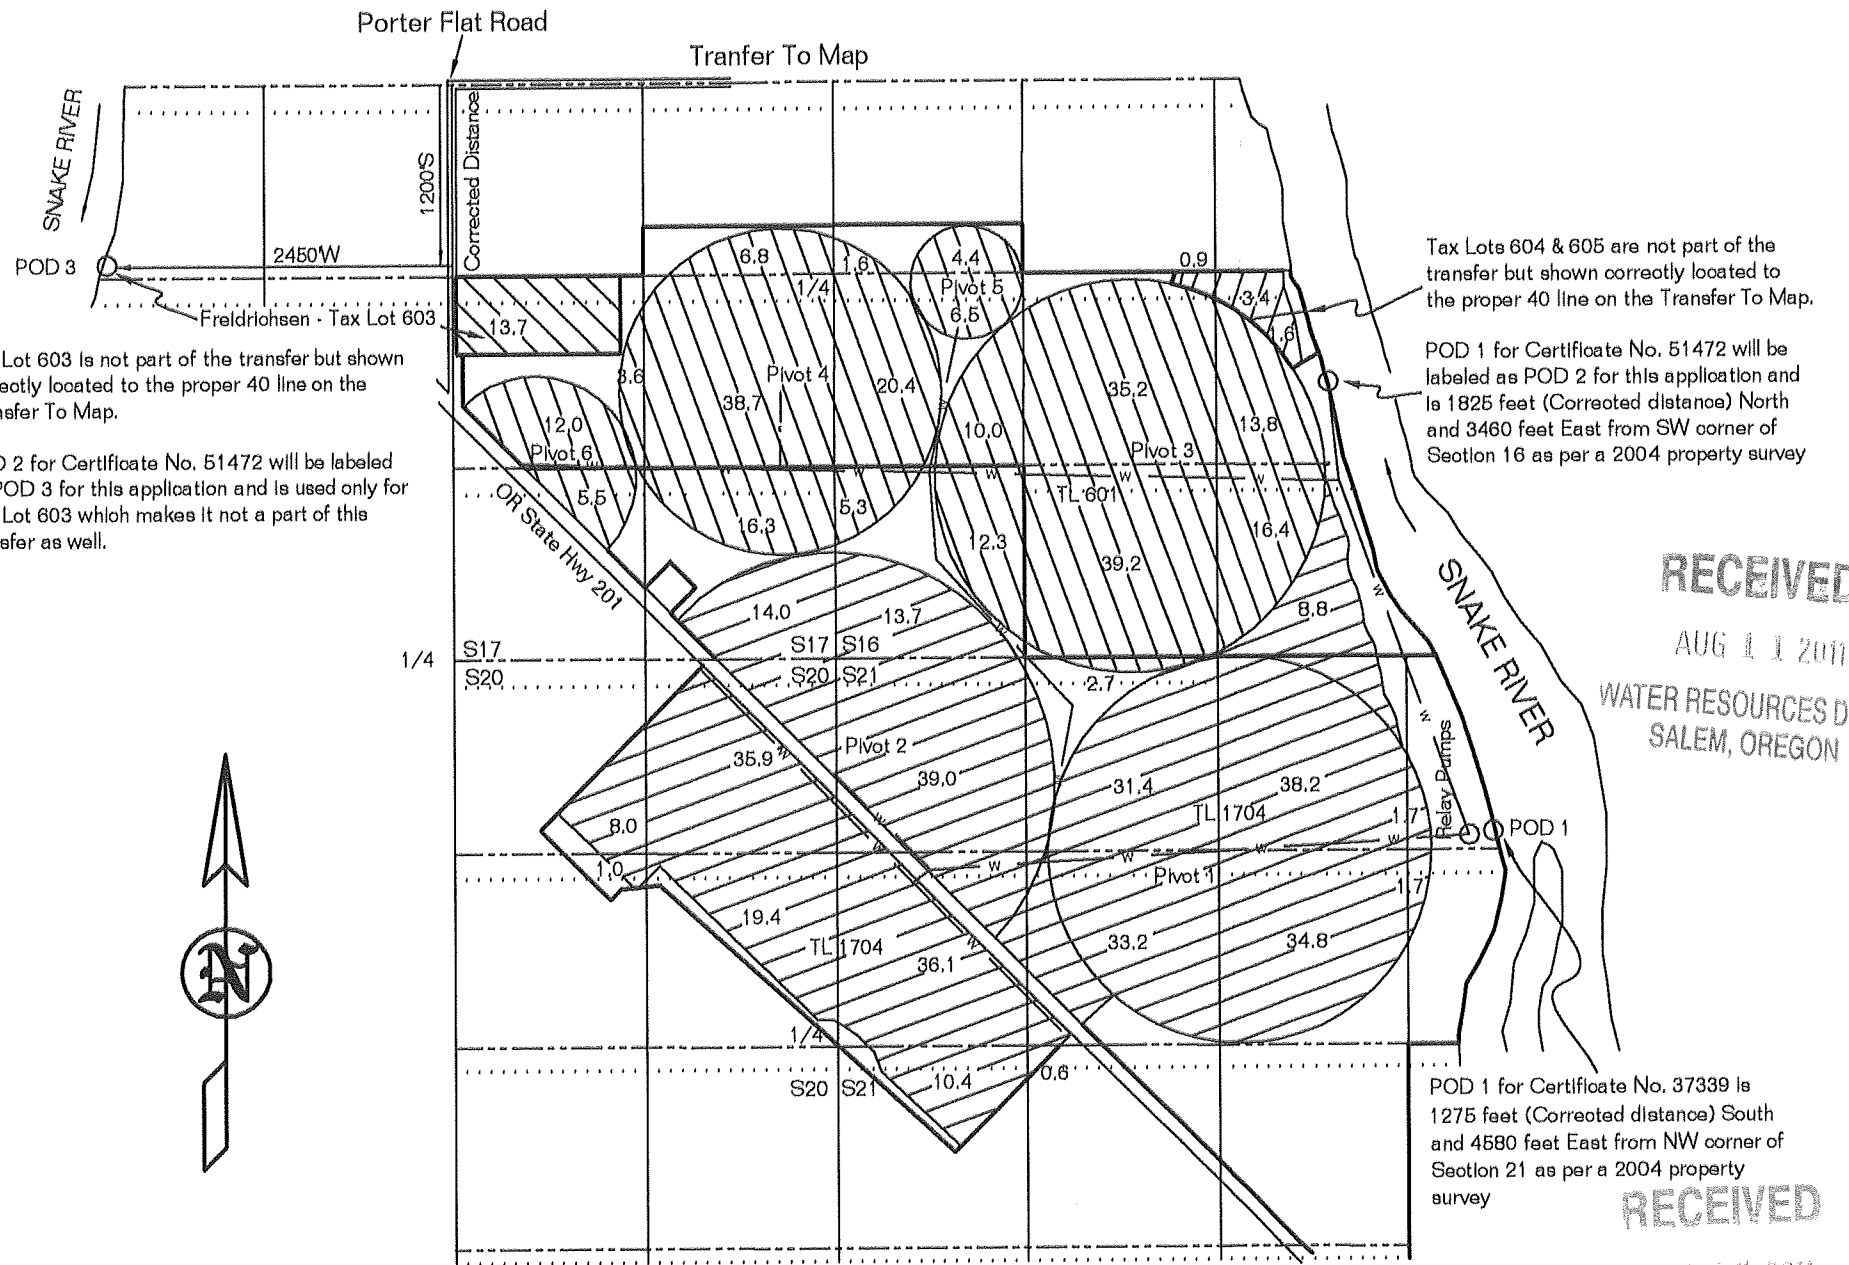 Porter Flat Road
Tranfer To Map
SNAKE RIVER
Corrected Distance
1200'S
2450'W
POD 3
Freidrichsen - Tax Lot 603
13.7
Lot 603 is not part of the transfer but shown
ectly located to the proper 40 line on the
nsfer To Map.
D 2 for Certificate No. 51472 will be labeled
POD 3 for this application and is used only for
Lot 603 which makes it not a part of this
sfer as well.
6.8
1.6
1/4
4.4
Pivot 5
6.5
0.9
3.4
1.6
Tax Lots 604 & 605 are not part of the
transfer but shown correctly located to
the proper 40 line on the Transfer To Map.
POD 1 for Certificate No. 51472 will be
labeled as POD 2 for this application and
is 1825 feet (Corrected distance) North
and 3460 feet East from SW corner of
Section 16 as per a 2004 property survey
3.6
Pivot 4
38.7
20.4
35.2
12.0
Pivot 6
10.0
13.8
Pivot 3
W
W
W
W
TL 601
5.5
16.3
5.3
12.3
39.2
16.4
OR State Hwy 201
14.0
13.7
8.8
W
W
SNAKE RIVER
RECEIVED
AUG 11 2011
WATER RESOURCES D
SALEM, OREGON
1/4
S17
S20
S17 S16
S20 S21
2.7
Pivot 2
35.9
39.0
W
W
31.4
38.2
TL 1704
1.7
W
Relay Pumps
POD 1
8.0
1.0
W
W
W
W
W
W
Pivot 1
1.7
19.4
TL 1704
36.1
W
33.2
34.8
N
1/4
S20 S21
10.4
0.6
POD 1 for Certificate No. 37339 is
1275 feet (Corrected distance) South
and 4580 feet East from NW corner of
Section 21 as per a 2004 property
survey
RECEIVED